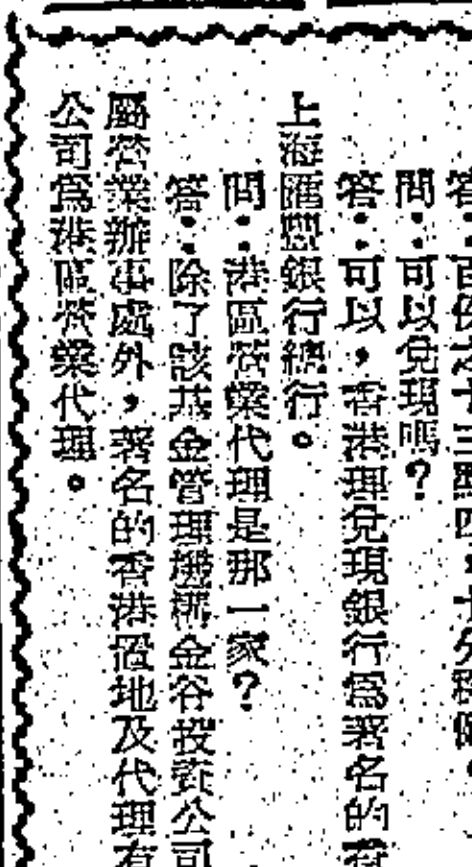 答：百份之十三點四，十分穩健。
問：可以兌現嗎？
答：可以，香港理兌現銀行爲著名的香
上海匯豐銀行總行。
問：港區營業代理是那一家？
答：除了該基金管理機構金谷投資公司
屬營業辦事處外，著名的香港置地及代理有
公司爲港區營業代理。